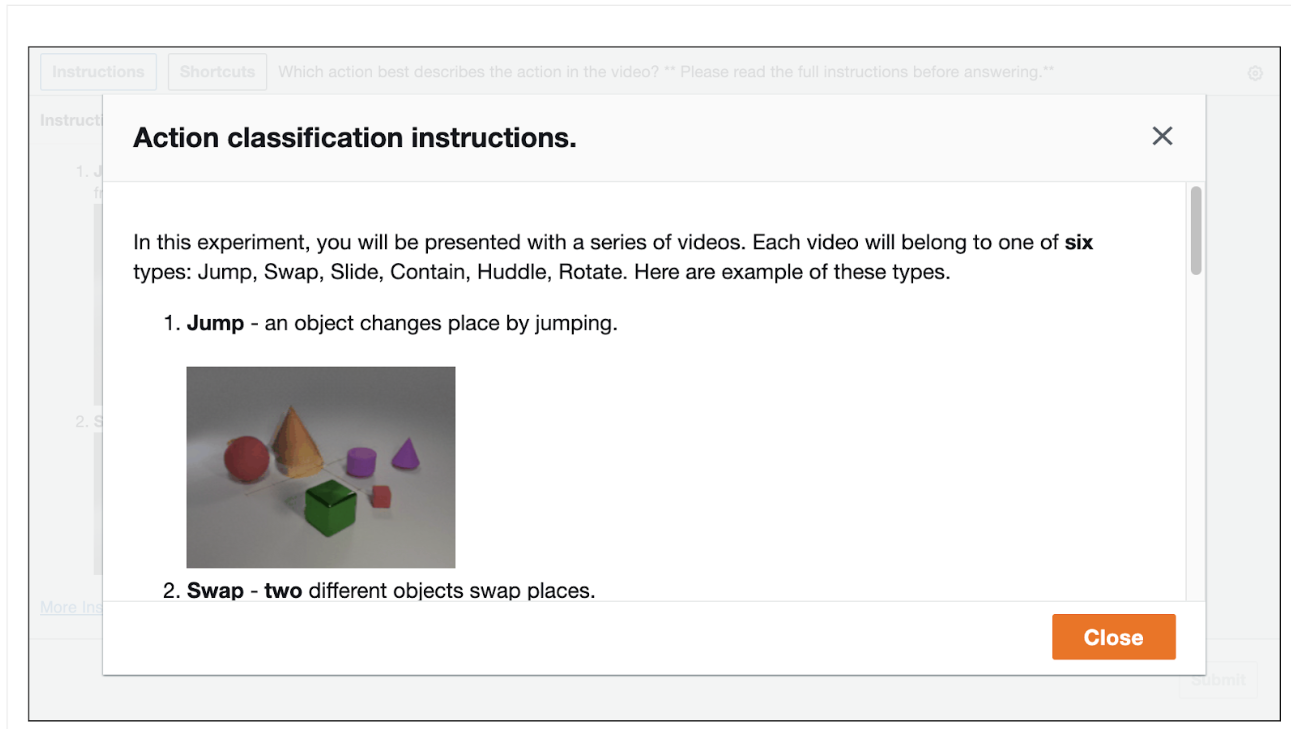 Instructions Shortcuts Which action best describes the action in the video? ** Please read the full instructions before answering.**
Action classification instructions.
In this experiment, you will be presented with a series of videos. Each video will belong to one of six
types: Jump, Swap, Slide, Contain, Huddle, Rotate. Here are example of these types.
1. J
1. Jump - an object changes place by jumping.
2. S
2. Swap - two different objects swap places.
More Ins
Close
Submit